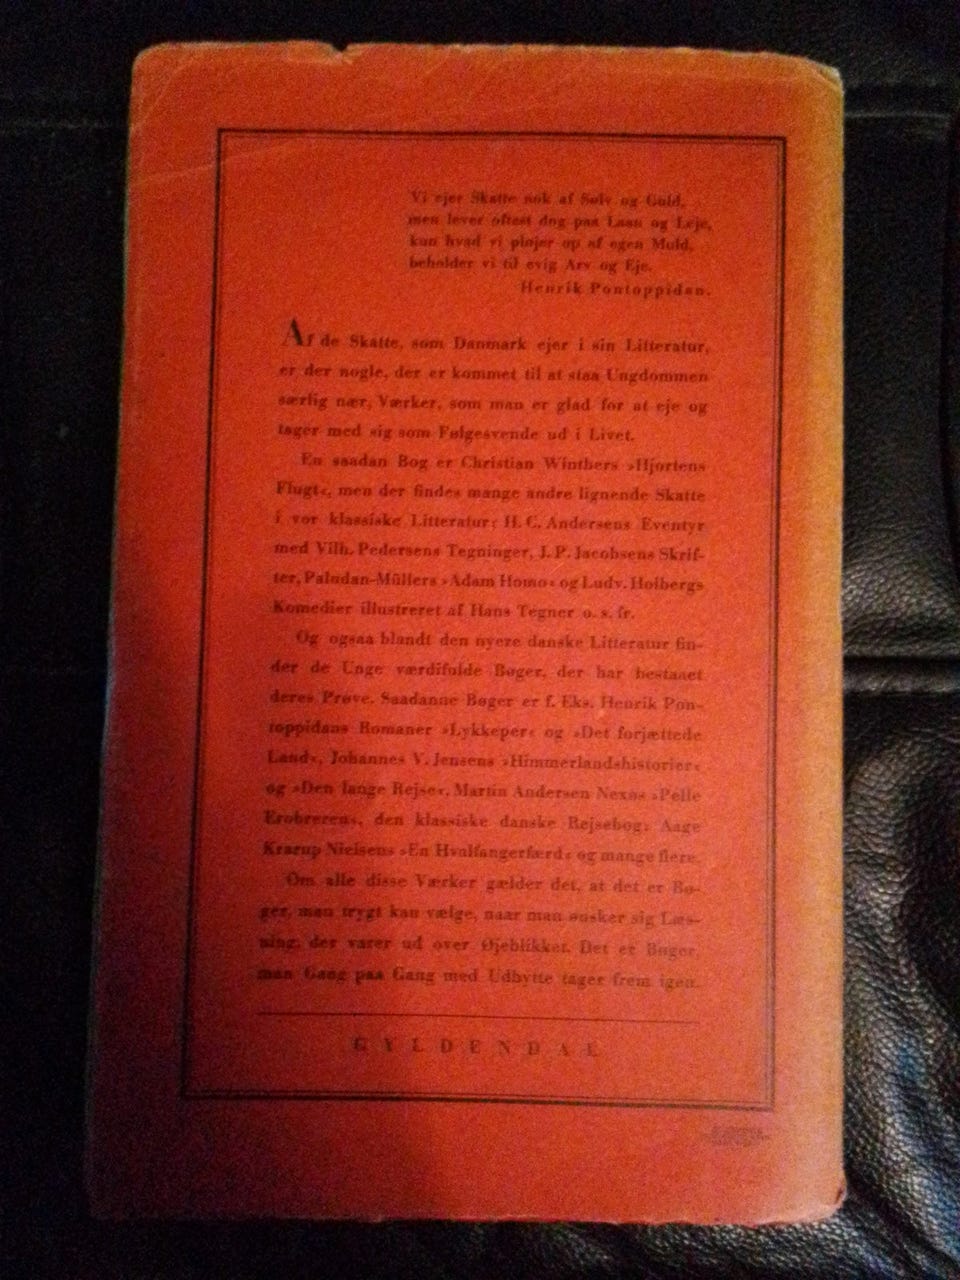 Vi ejer Skatte nok af Sølv og Guld,
men lever oftest dog paa Laan og Leje,
kun hvad vi pløjer op af egen Muld,
beholder vi til evig Arv og Eje.
Henrik Pontoppidan.
Af de Skatte, som Danmark ejer i sin Litteratur,
er der nogle, der er kommet til at staa Ungdommen
særlig nær, Værker, som man er glad for at eje og
tager med sig som Følgesvende ud i Livet.
En saadan Bog er Christian Winthers »Hjortens
Flugt«, men der findes mange andre lignende Skatte
i vor klassiske Litteratur: H. C. Andersens Eventyr
med Vilh. Pedersens Tegninger, J. P. Jacobsens Skrif-
ter, Paludan-Müllers »Adam Homo« og Ludv. Holbergs
Komedier illustreret af Hans Tegner o. s. fr.
Og ogsaa blandt den nyere danske Litteratur fin-
der de Unge værdifulde Bøger, der har bestaaet
deres Prøve. Saadanne Bøger er f. Eks. Henrik Pon-
toppidans Romaner »Lykkeper« og »Det forjættede
Land«, Johannes V. Jensens »Himmerlandshistorier«
og »Den lange Rejse«, Martin Andersen Nexøs »Pelle
Erobreren«, den klassiske danske Rejsebog: Aage
Krarup Nielsens »En Hvalfangerfærd« og mange flere.
Om alle disse Værker gælder det, at det er Bø-
ger, man trygt kan vælge, naar man ønsker sig Læs-
ning, der varer ud over Øjeblikket. Det er Bøger,
man Gang paa Gang med Udbytte tager frem igen.
GYLDENDAL